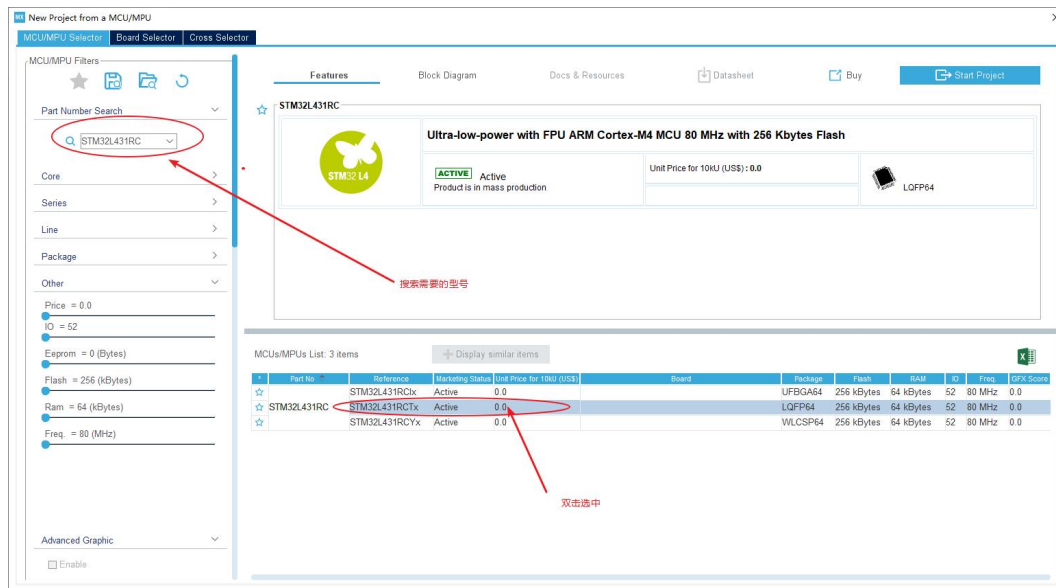 MX New Project from a MCU/MPU
MCU/MPU Selector Board Selector Cross Selector
MCU/MPU Filters
Part Number Search
STM32L431RC
Core
Series
Line
Package
Other
Price = 0.0
IO = 52
Eeprom = 0 (Bytes)
Flash = 256 (kBytes)
Ram = 64 (kBytes)
Freq. = 80 (MHz)
Advanced Graphic
Enable
Features Block Diagram Docs & Resources Datasheet Buy Start Project
STM32L431RC
STM32 L4
Ultra-low-power with FPU ARM Cortex-M4 MCU 80 MHz with 256 Kbytes Flash
ACTIVE Active
Product is in mass production
Unit Price for 10kU (US$) : 0.0
LQFP64
搜索需要的型号
MCUs/MPUs List: 3 items
Display similar items
* Part No Reference Marketing Status Unit Price for 10kU (US$) Board Package Flash RAM IO Freq. GFX Score
STM32L431RCIx Active 0.0 UFBGA64 256 kBytes 64 kBytes 52 80 MHz 0.0
STM32L431RC STM32L431RCTx Active 0.0 LQFP64 256 kBytes 64 kBytes 52 80 MHz 0.0
STM32L431RCYx Active 0.0 WLCSP64 256 kBytes 64 kBytes 52 80 MHz 0.0
双击选中